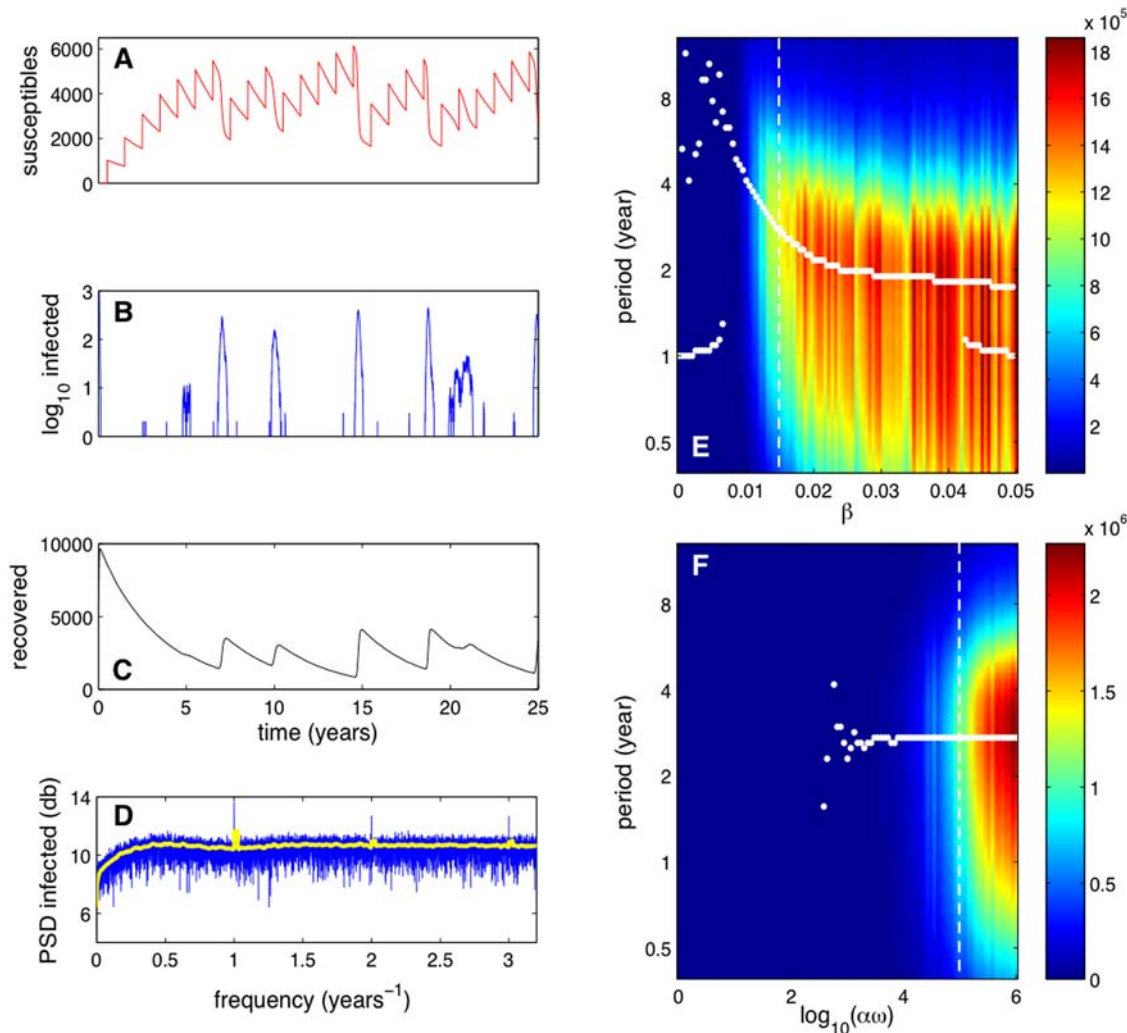 A
6000
4000
2000
0
susceptibles
B
3
2
1
0
log10 infected
C
10000
5000
0
recovered
0 5 10 15 20 25
time (years)
D
14
10
6
PSD infected (db)
0 0.5 1 1.5 2 2.5 3
frequency (years−1)
E
8
4
2
1
0.5
period (year)
0 0.01 0.02 0.03 0.04 0.05
β
x 10^5
18
16
14
12
10
8
6
4
2
F
8
4
2
1
0.5
period (year)
0 2 4 6
log10(αω)
x 10^6
2
1.5
1
0.5
0